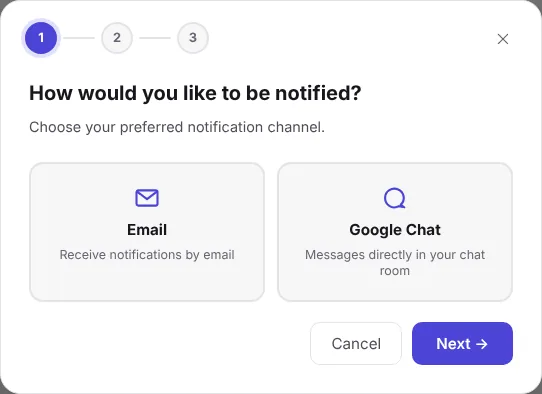 1 2 3
How would you like to be notified?
Choose your preferred notification channel.
Email
Receive notifications by email
Google Chat
Messages directly in your chat
room
Cancel
Next →